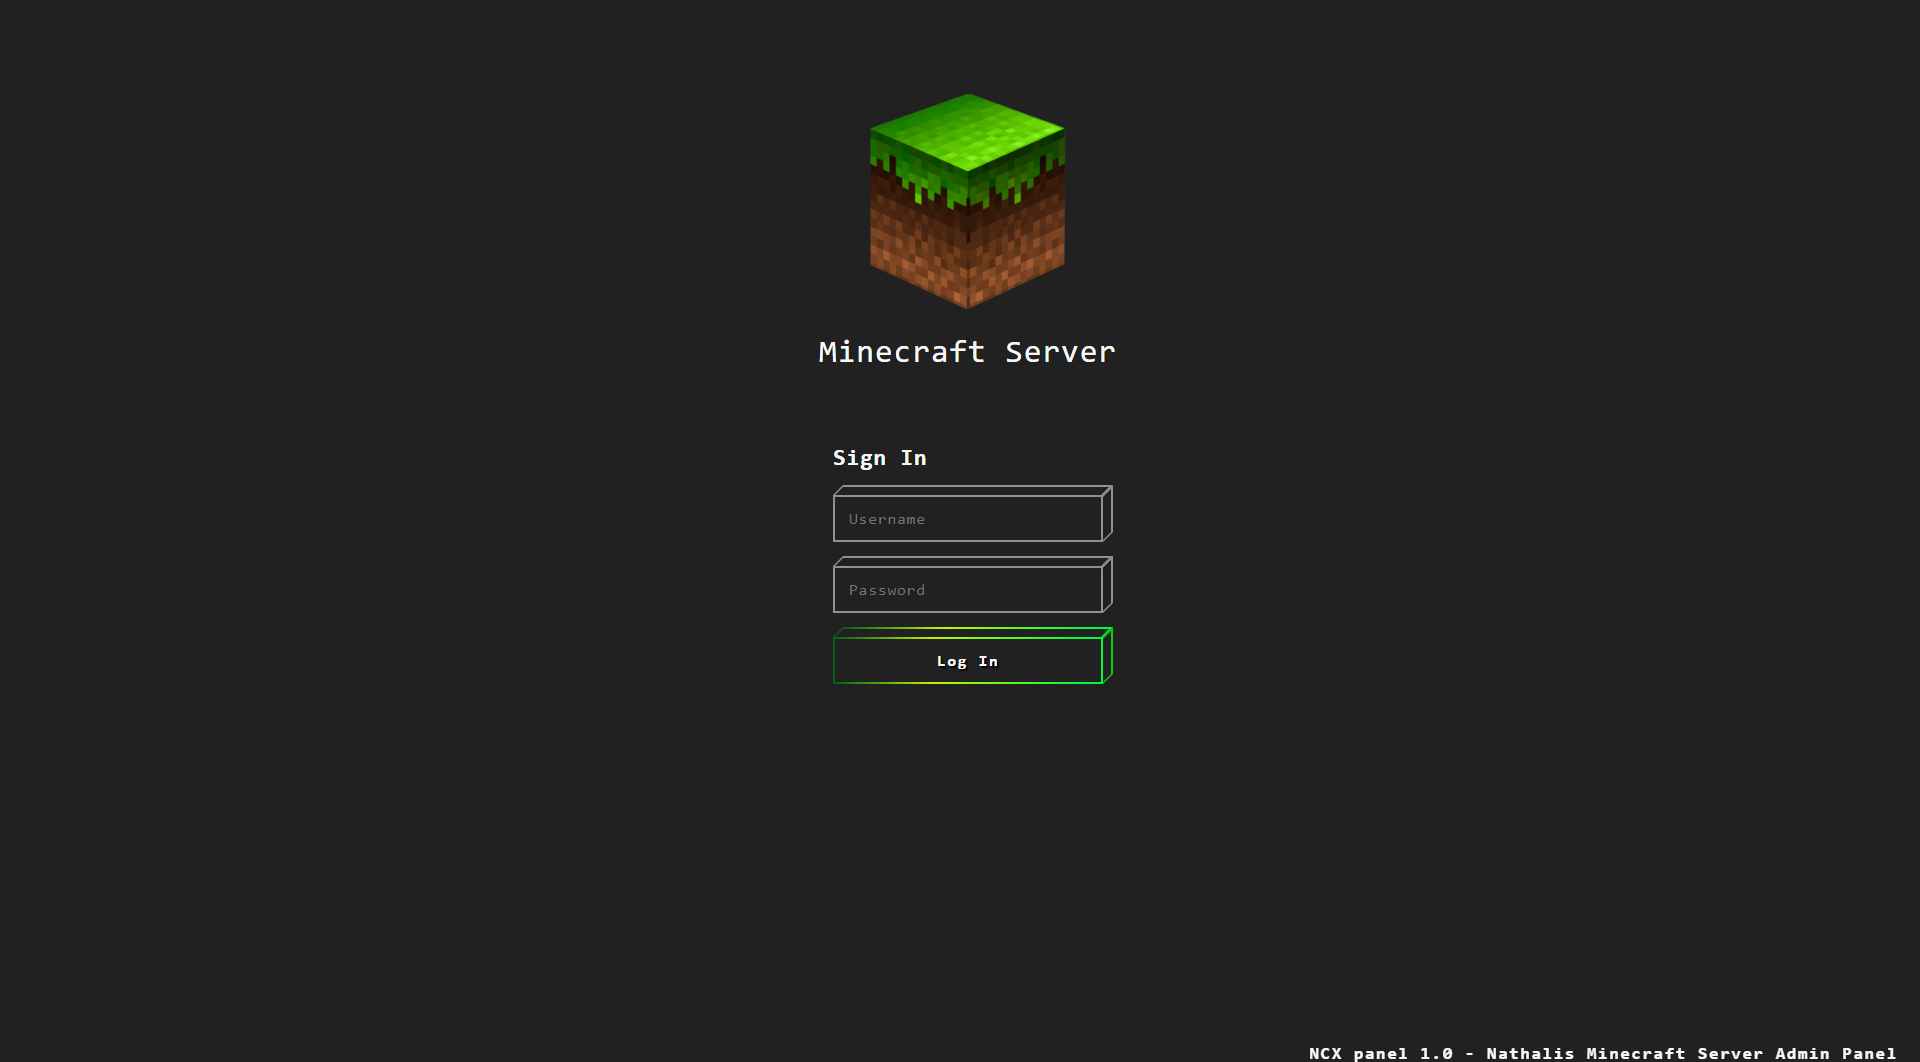 Minecraft Server
Sign In
Username
Password
Log In
NCX panel 1.0 - Nathalis Minecraft Server Admin Panel